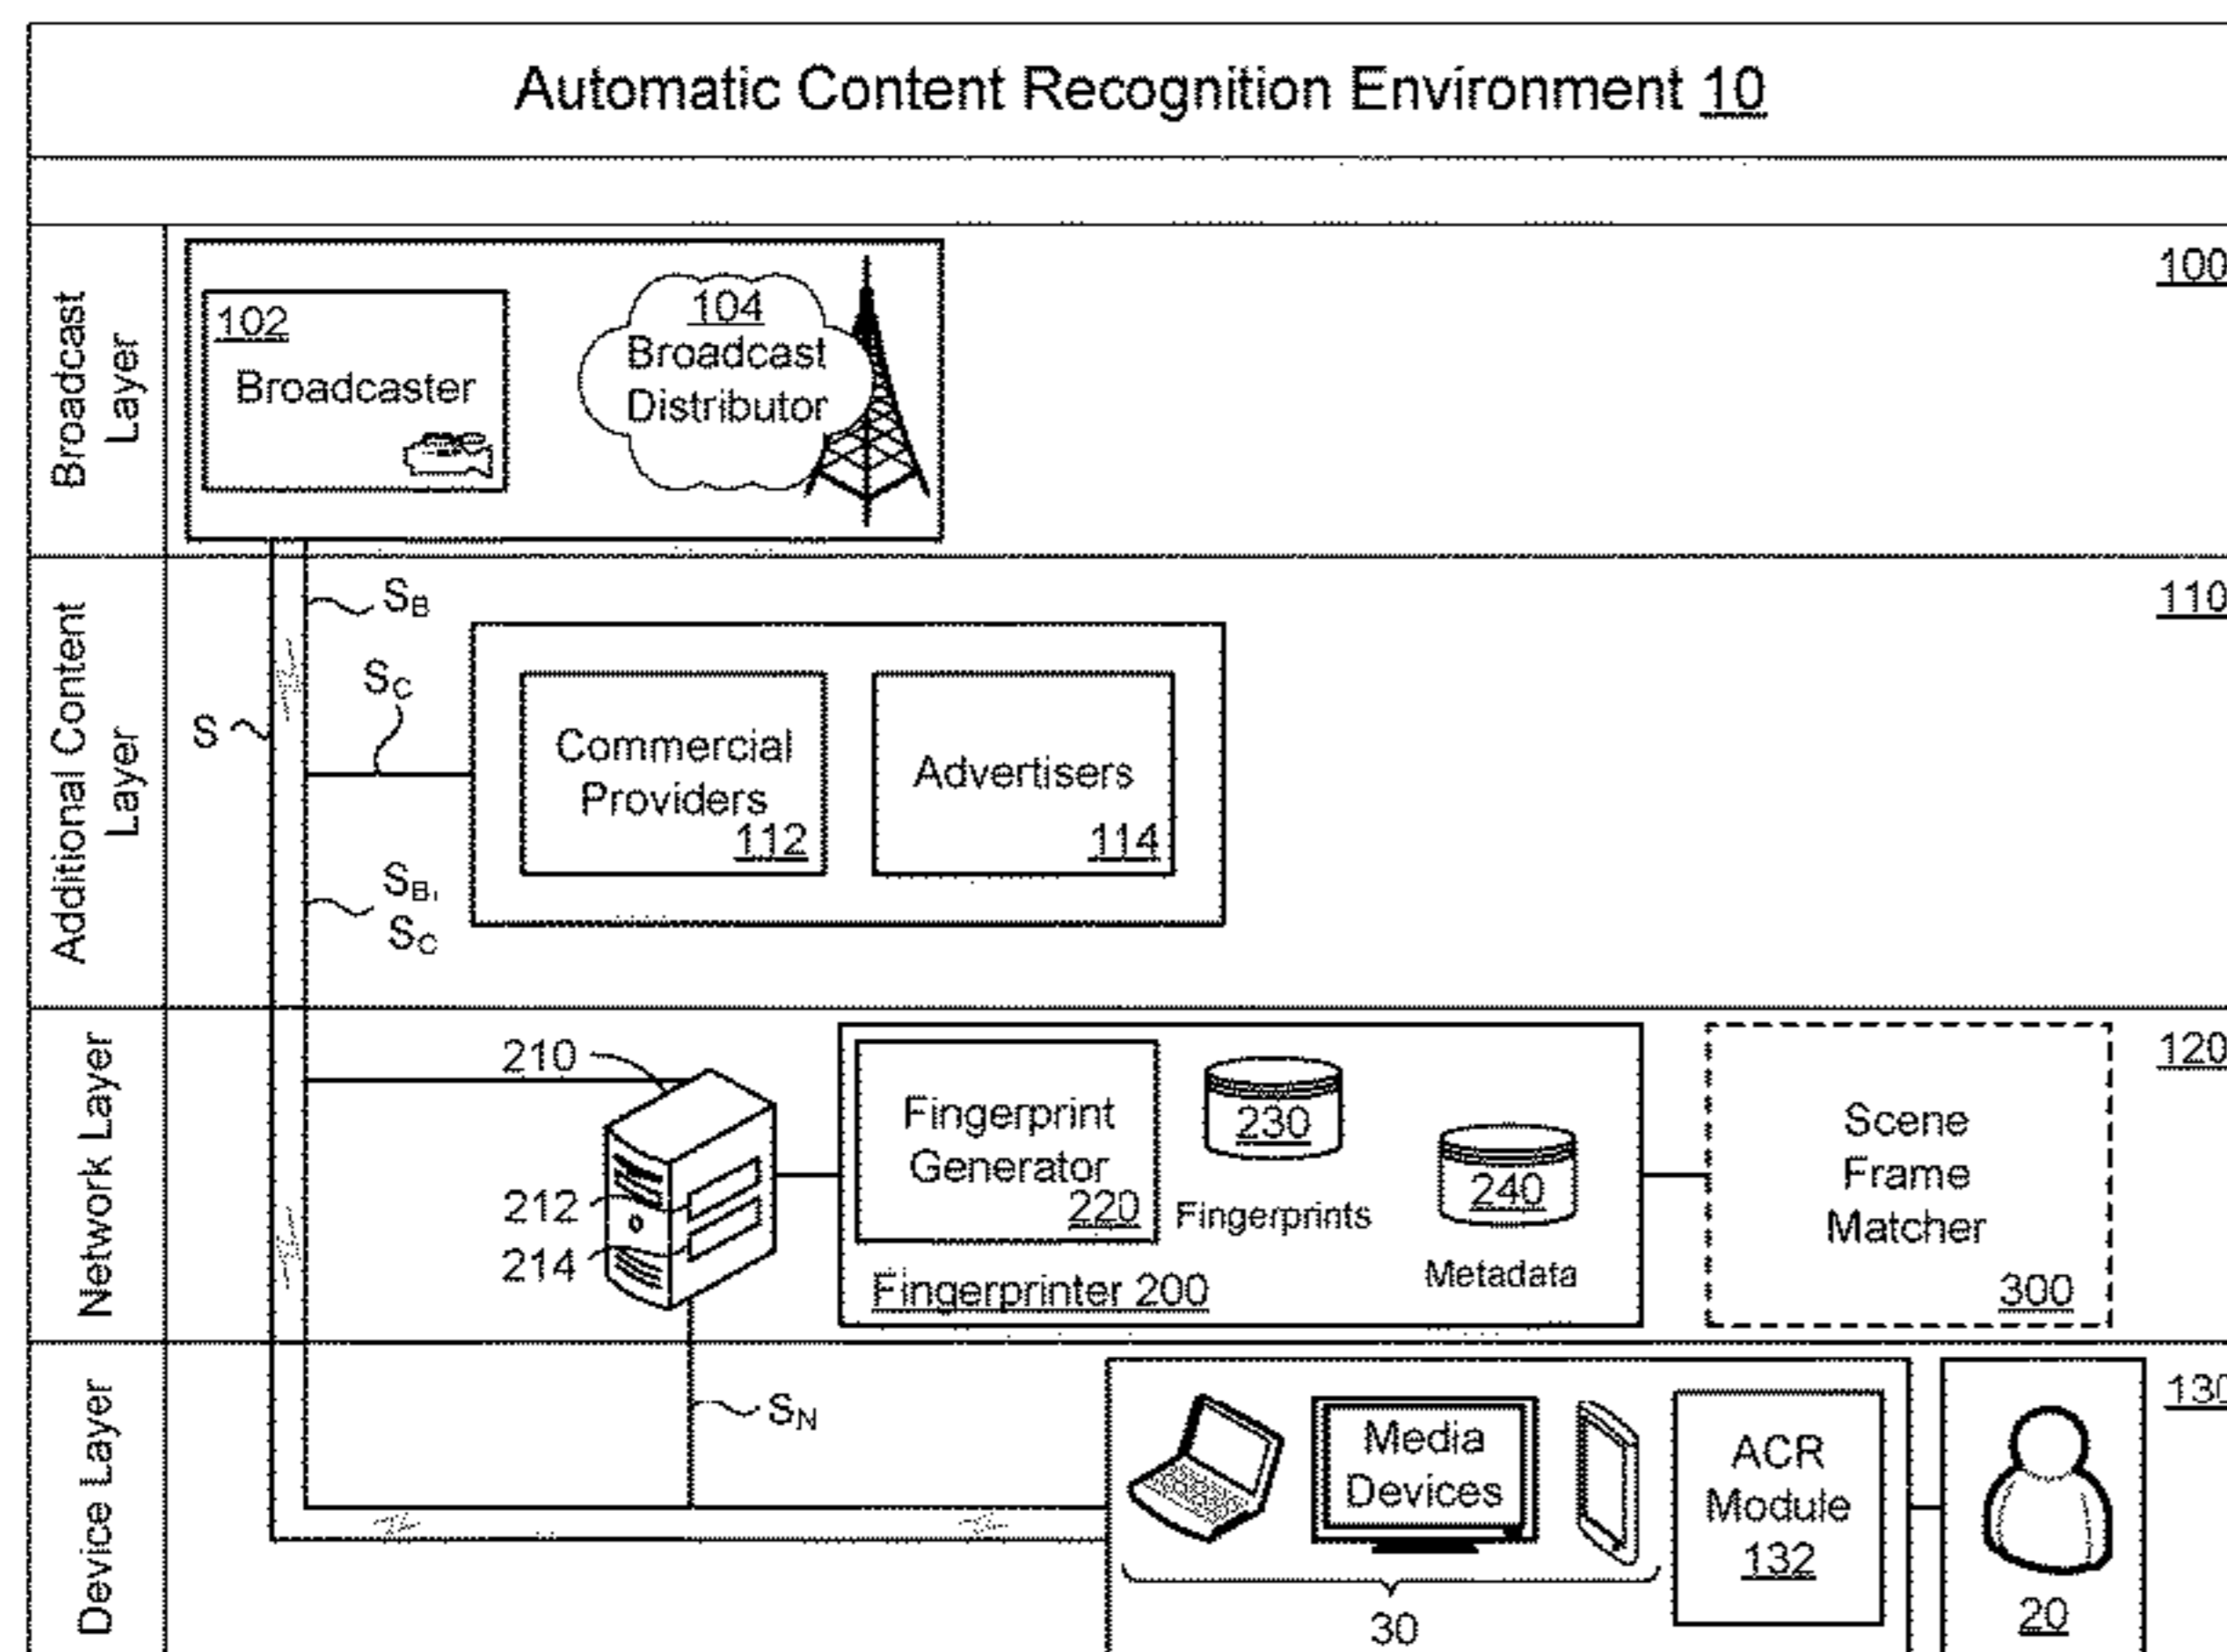 Automatic Content Recognition Environment 10
Broadcast
Layer
100
102
Broadcaster
104
Broadcast
Distributor
Additional Content
Layer
110
SB
SC
S
Commercial
Providers
112
Advertisers
114
SB,
SC
Network Layer
120
210
212
214
Fingerprint
Generator
220
230
Fingerprints
240
Metadata
Fingerprinter 200
Scene
Frame
Matcher
300
Device Layer
130
SN
Media
Devices
30
ACR
Module
132
20